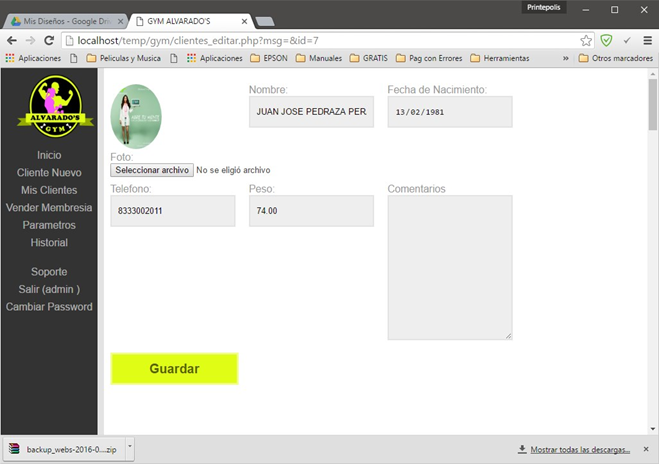 Printepolis
Mis Diseños - Google Driv
GYM ALVARADO'S
localhost/temp/gym/clientes_editar.php?msg=&id=7
Aplicaciones
Peliculas y Musica
Aplicaciones
EPSON
Manuales
GRATIS
Pag con Errores
Herramientas
»
Otros marcadores
ALVARADO'S
GYM
Inicio
Cliente Nuevo
Mis Clientes
Vender Membresia
Parametros
Historial
Soporte
Salir (admin )
Cambiar Password
Nombre:
JUAN JOSE PEDRAZA PER
Fecha de Nacimiento:
13/02/1981
Foto:
Seleccionar archivo No se eligió archivo
Telefono:
8333002011
Peso:
74.00
Comentarios
Guardar
backup_webs-2016-0....zip
Mostrar todas las descargas...